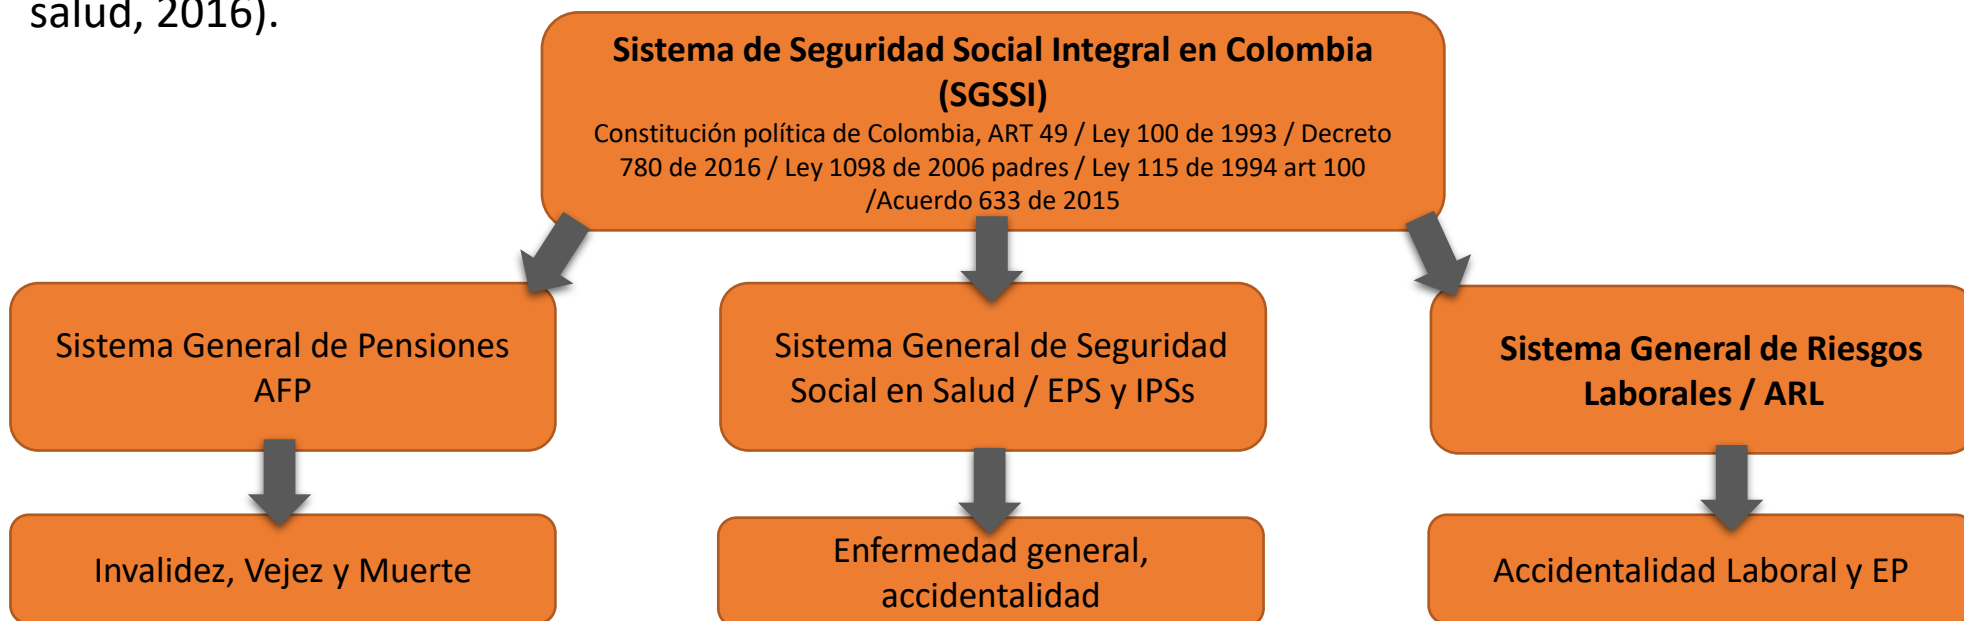 salud, 2016).
Sistema de Seguridad Social Integral en Colombia
(SGSSI)
Constitución política de Colombia, ART 49 / Ley 100 de 1993 / Decreto
780 de 2016 / Ley 1098 de 2006 padres / Ley 115 de 1994 art 100
/Acuerdo 633 de 2015
Sistema General de Pensiones
AFP
Sistema General de Seguridad
Social en Salud / EPS y IPSs
Sistema General de Riesgos
Laborales / ARL
Invalidez, Vejez y Muerte
Enfermedad general,
accidentalidad
Accidentalidad Laboral y EP